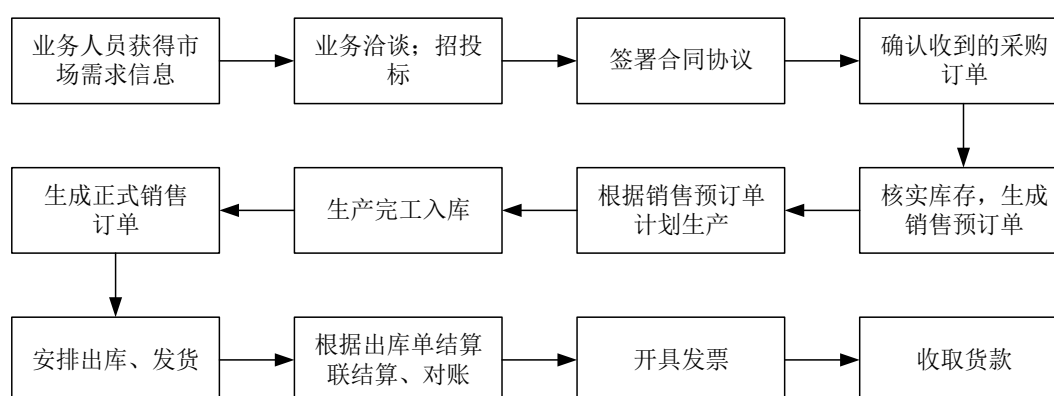 业务人员获得市
场需求信息
业务洽谈；招投
标
签署合同协议
确认收到的采购
订单
核实库存，生成
销售预订单
根据销售预订单
计划生产
生产完工入库
生成正式销售
订单
安排出库、发货
根据出库单结算
联结算、对账
开具发票
收取货款